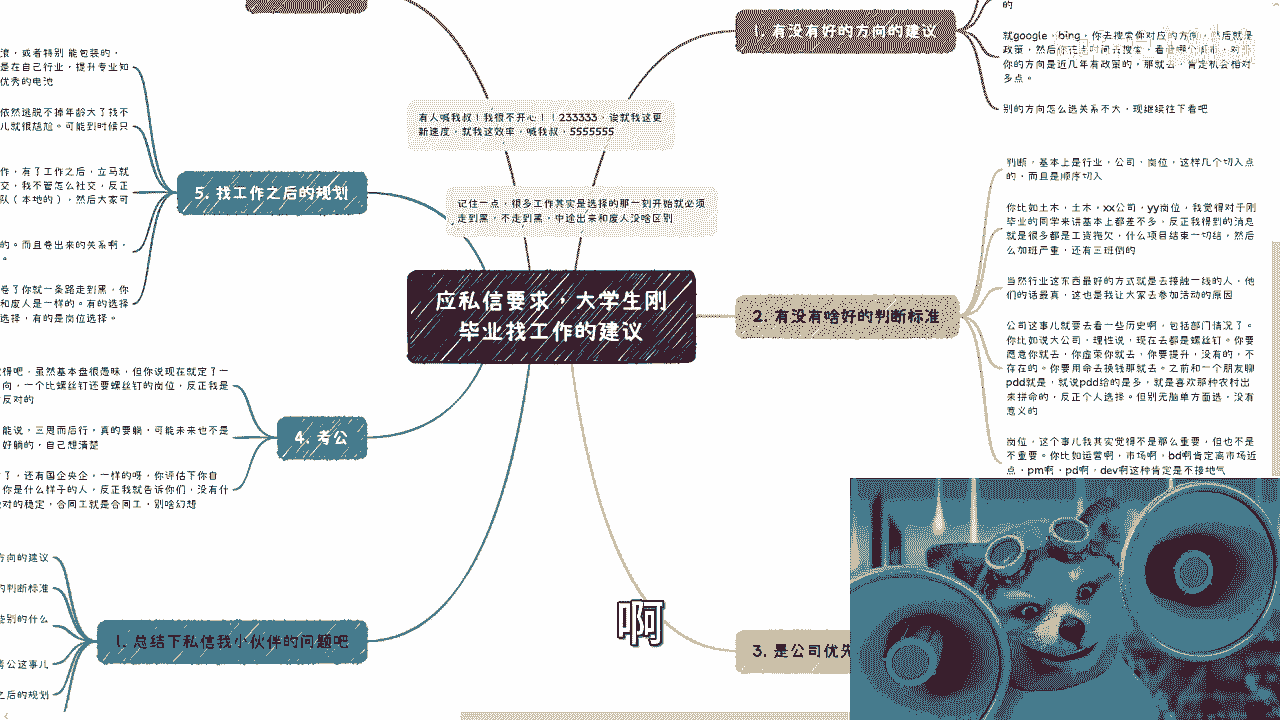 应私信要求，大学生刚
毕业找工作的建议
有人喊我叔！我很不开心！！233333，诶就我这更
新速度，就我这效率，喊我叔，5555555
记住一点，很多工作其实是选择的那一刻开始就必须
走到黑，不走到黑，中途出来和废人没啥区别
1. 有没有好的方向的建议
的
政策，然后
你的方向是近几年有政策的，那就去，肯定机会相对
多点。
别的方向怎么选关系不大，现继续往下看吧
2. 有没有啥好的判断标准
判断，基本上是行业，公司，岗位，这样几个切入点
的，而且是顺序切入
你比如土木，土木，xx公司，yy岗位，我觉得对于刚
毕业的同学来讲基本上都差不多，反正我得到的消息
就是很多都是工资拖欠，什么项目结束一切结，然后
么加班严重，还有三班倒的
当然行业这东西最好的方式就是去接触一线的人，他
们的话最真，这也是我让大家去参加活动的原因
公司这事儿就要去看一些历史啊，包括部门情况了。
你比如说大公司，理性说，现在去都是螺丝钉。你要
愿意你就去，你虚荣你就去，你要提升，没有的，不
存在的。你要用命去换钱那就去。之前和一个朋友聊
pdd就是，就说pdd给的是多，就是喜欢那种农村出
来拼命的，反正个人选择。但别无脑单方面选，没有
意义的
岗位，这个事儿我其实觉得不是那么重要，但也不是
不重要。你比如运营啊，市场啊，bd啊肯定离市场近
点，pm啊，pd啊，dev啊这种肯定是不接地气
3. 是公司优先
5. 找工作之后的规划
滚，或者特别 能包装的，
是在自己行业，提升专业知
优秀的电池
依然逃脱不掉年龄大了找不
儿就很尴尬。可能到时候只
作，有了工作之后，立马就
交，我不管怎么社交，反正
队（本地的），然后大家可
的。而且卷出来的关系啊，
。
卷了你就一条路走到黑，你
和废人是一样的。有的选择
选择，有的是岗位选择。
4. 考公
得吧，虽然基本盘很愚昧，但你说现在就定了一
向，一个比螺丝钉还要螺丝钉的岗位，反正我是
反对的
能说，三思而后行，真的要躺，可能未来也不是
好躺的，自己想清楚
了，还有国企央企，一样的呀，你评估下你自
你是什么样子的人，反正我就告诉你们，没有什
对的稳定，合同工就是合同工，别啥幻想
1. 总结下私信我小伙伴的问题吧
方向的建议
的判断标准
些别的什么
考公这事儿
之后的规划
啊